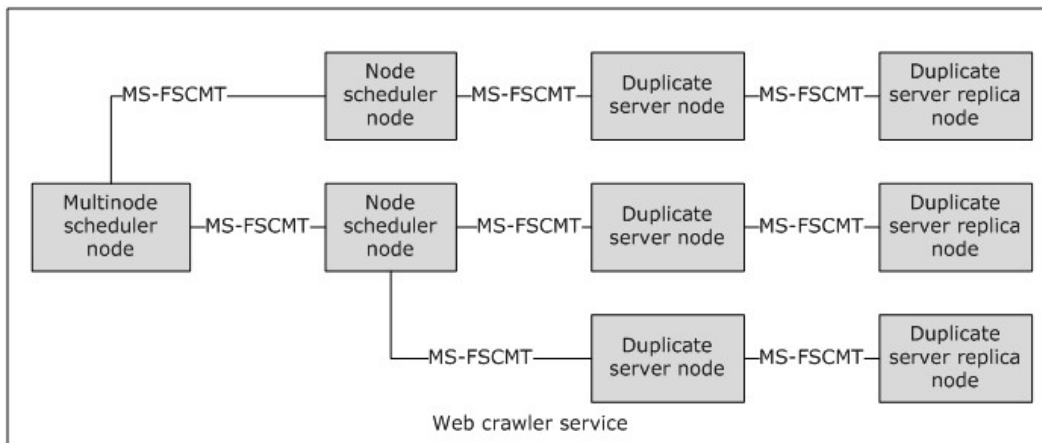 Node
scheduler
node
Duplicate
server node
Duplicate
server replica
node
MS-FSCMT
MS-FSCMT
MS-FSCMT
Multinode
scheduler
node
Node
scheduler
node
Duplicate
server node
Duplicate
server replica
node
MS-FSCMT
MS-FSCMT
MS-FSCMT
Duplicate
server node
Duplicate
server replica
node
MS-FSCMT
MS-FSCMT
Web crawler service